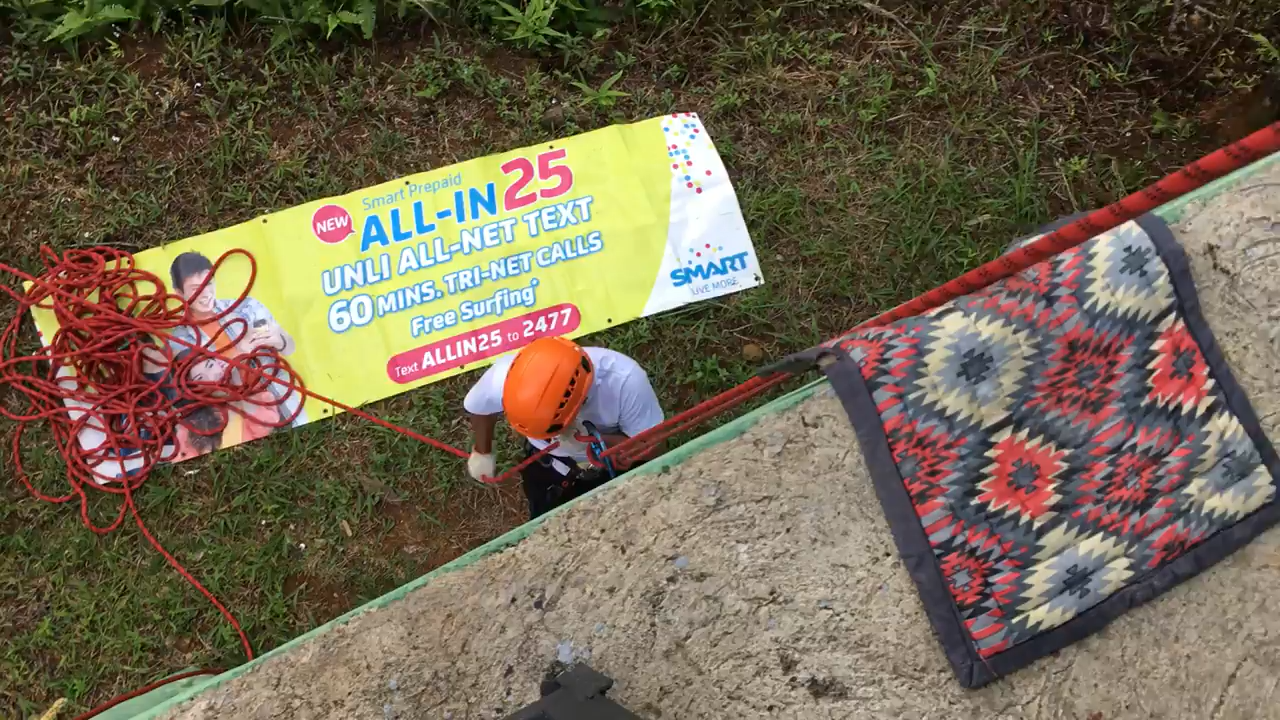 Smart Prepaid
NEW
ALL-IN 25
UNLI ALL-NET TEXT
60 MINS. TRI-NET CALLS
Free Surfing*
Text ALLIN25 to 2477
SMART
LIVE MORE